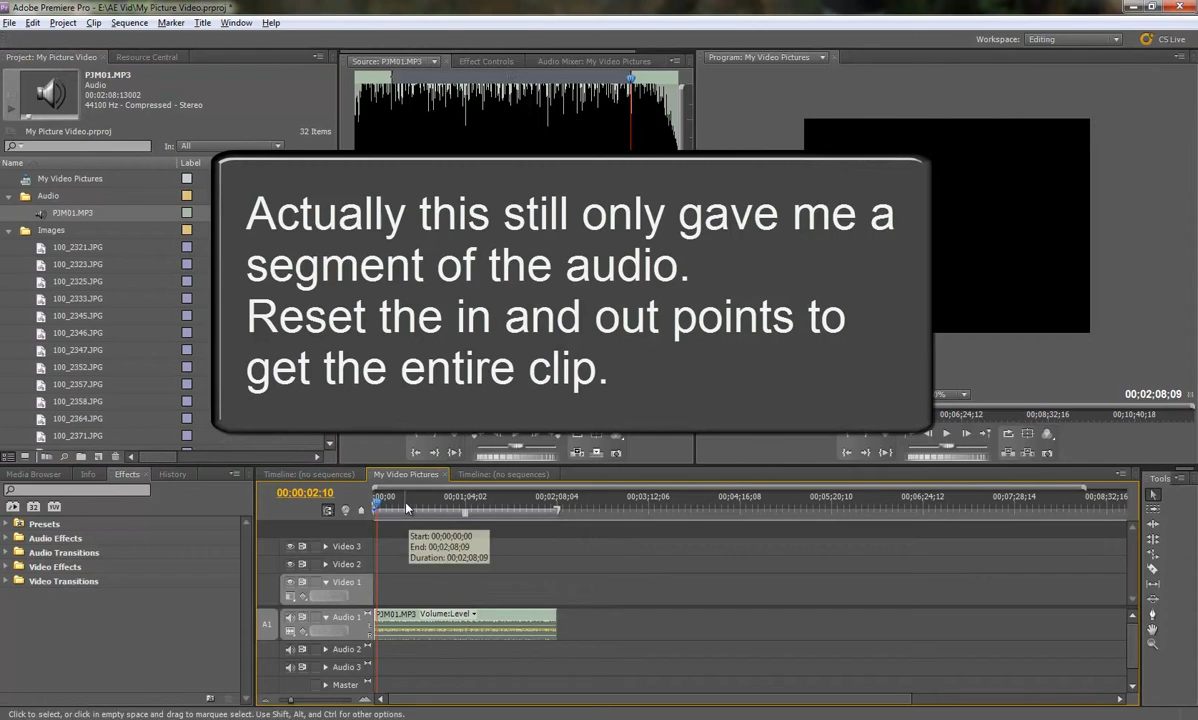 Adobe Premiere Pro - E:\AE Vid\My Picture Video.prproj *
File Edit Project Clip Sequence Marker Title Window Help
Workspace: Editing CS Live
Project: My Picture Video Resource Central
Source: PJM01.MP3 Effect Controls Audio Mixer: My Video Pictures
Program: My Video Pictures
PJM01.MP3
Audio
00:02:08:13002
44100 Hz - Compressed - Stereo
My Picture Video.prproj 32 Items
In: All
Name Label
My Video Pictures
Audio
PJM01.MP3
Images
100_2321.JPG
100_2323.JPG
100_2325.JPG
100_2333.JPG
100_2345.JPG
100_2346.JPG
100_2347.JPG
100_2352.JPG
100_2357.JPG
100_2358.JPG
100_2364.JPG
100_2371.JPG
Actually this still only gave me a
segment of the audio.
Reset the in and out points to
get the entire clip.
00;02;08;09
00;06;24;12 00;08;32;16 00;10;40;18
Media Browser Info Effects History
Timeline: (no sequences) My Video Pictures Timeline: (no sequences)
00;00;02;10
;00;00 00;01;04;02 00;02;08;04 00;03;12;06 00;04;16;08 00;05;20;10 00;06;24;12 00;07;28;14 00;08;32;16
Tools
Presets
Audio Effects
Audio Transitions
Video Effects
Video Transitions
Start: 00;00;00;00
End: 00;02;08;09
Duration: 00;02;08;09
Video 3
Video 2
Video 1
A1 Audio 1 PJM01.MP3 Volume:Level
L
R
Audio 2
Audio 3
Master
Click to select, or click in empty space and drag to marquee select. Use Shift, Alt, and Ctrl for other options.